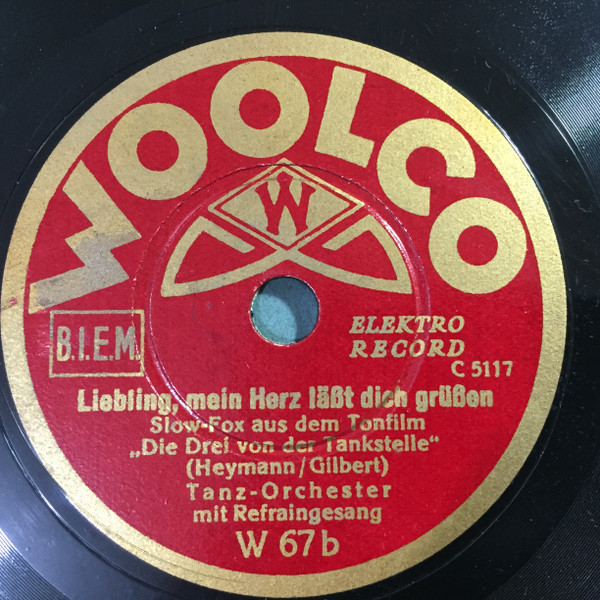 WOOLCO
W
B.I.E.M.
ELEKTRO
RECORD
C 5117
Liebling, mein Herz läßt dich grüßen
Slow-Fox aus dem Tonfilm
„Die Drei von der Tankstelle“
(Heymann/Gilbert)
Tanz-Orchester
mit Refraingesang
W 67b